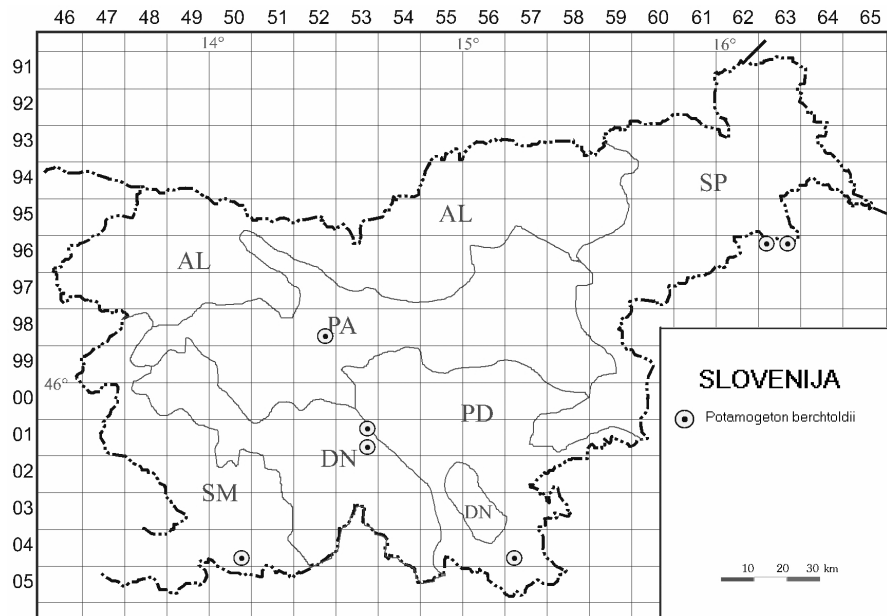 46 47 48 49 50 51 52 53 54 55 56 57 58 59 60 61 62 63 64 65
14° 15° 16°
91
92
93
94
95
96
97
98
99
46° 00
01
02
03
04
05
SP
AL
AL
PA
PD
DN
SM
DN
SLOVENIJA
Potamogeton berchtoldii
10 20 30 km